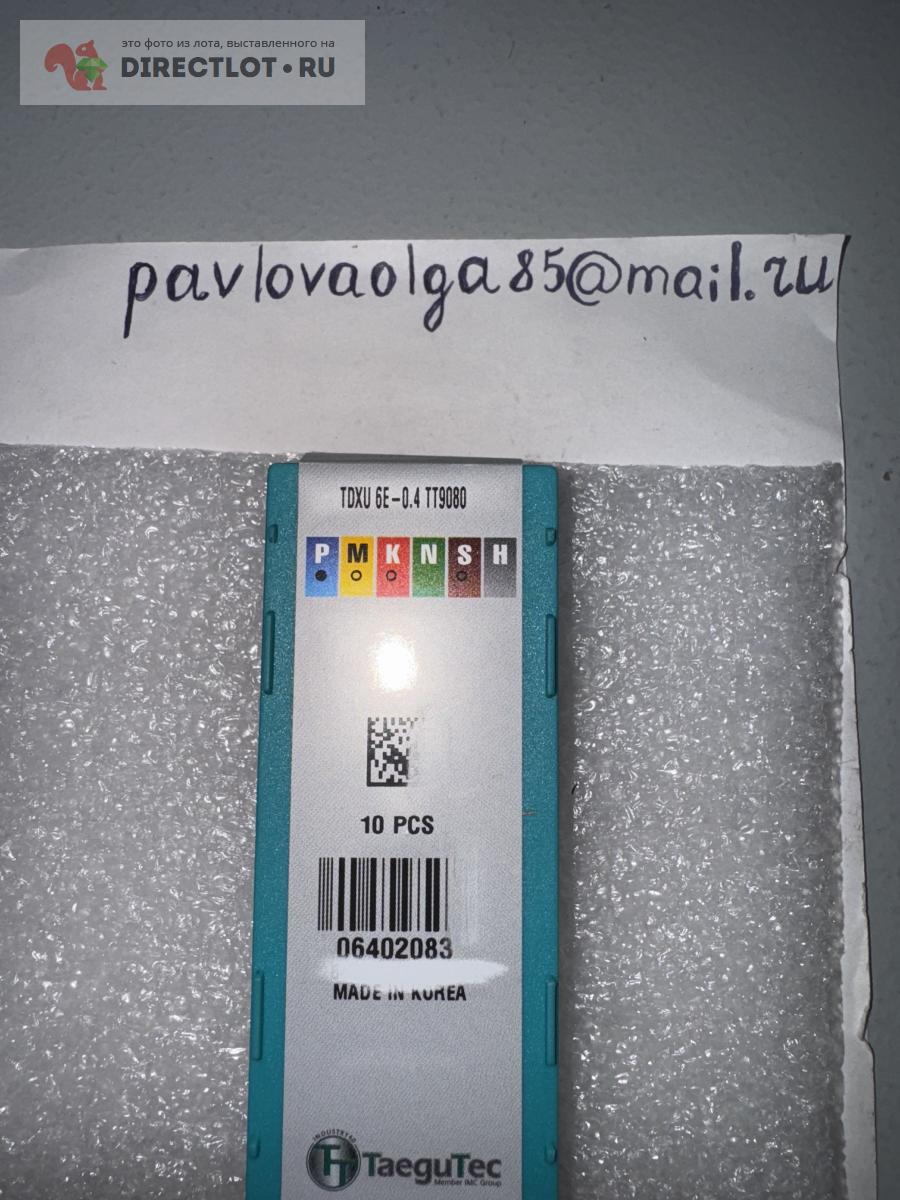 это фото из лота, выставленного на
DIRECTLOT•RU
pavlovaolga85@mail.ru
TDXU 6E-0.4 TT9080
P M K N S H
10 PCS
06402083
MADE IN KOREA
TT TaeguTec
Member IMC Group